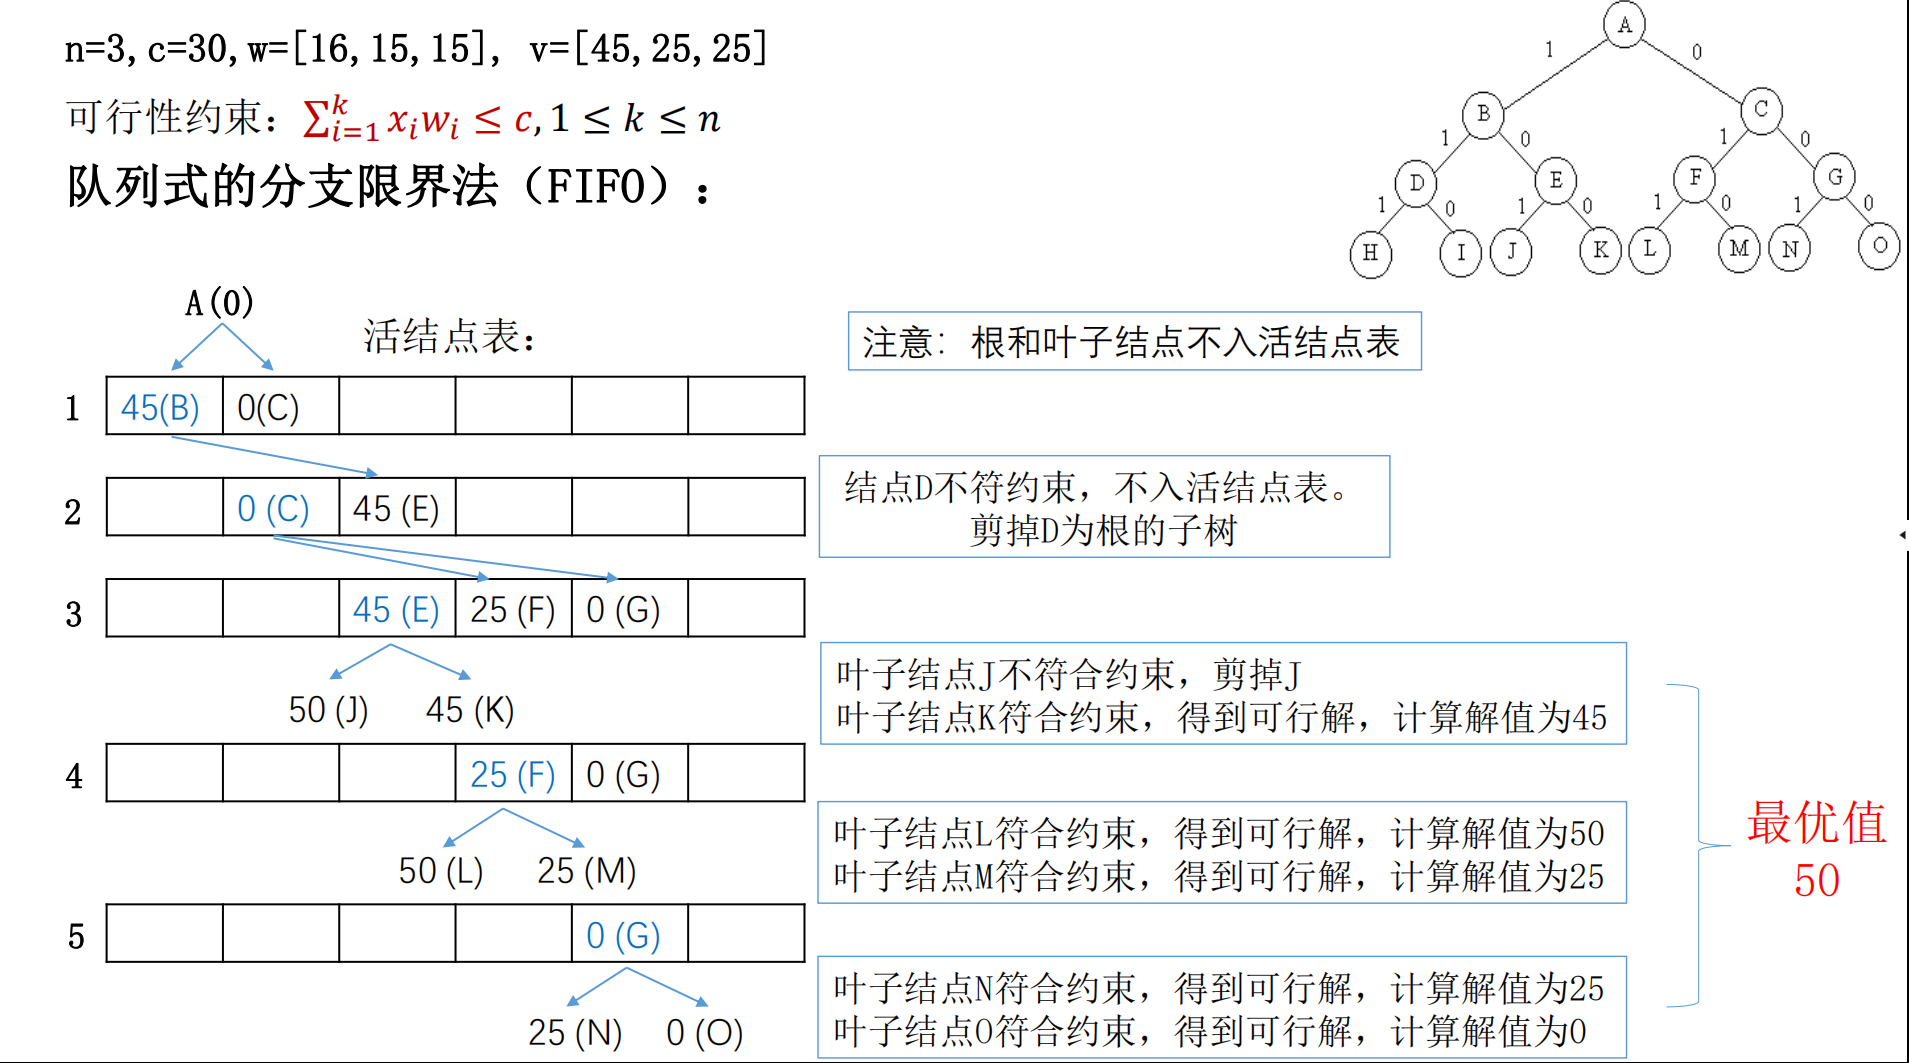 n=3,c=30,w=[16,15,15], v=[45,25,25]
可行性约束：∑_{i=1}^{k} x_i w_i ≤ c, 1 ≤ k ≤ n
队列式的分支限界法（FIFO）：
A
1 0
B C
1 0 1 0
D E F G
1 0 1 0 1 0 1 0
H I J K L M N O
A(0)
活结点表：
注意：根和叶子结点不入活结点表
1 45(B) 0(C)
2 0 (C) 45 (E)
结点D不符约束，不入活结点表。
剪掉D为根的子树
3 45 (E) 25 (F) 0 (G)
50 (J) 45 (K)
叶子结点J不符合约束，剪掉J
叶子结点K符合约束，得到可行解，计算解值为45
4 25 (F) 0 (G)
50 (L) 25 (M)
叶子结点L符合约束，得到可行解，计算解值为50
叶子结点M符合约束，得到可行解，计算解值为25
最优值
50
5 0 (G)
25 (N) 0 (O)
叶子结点N符合约束，得到可行解，计算解值为25
叶子结点O符合约束，得到可行解，计算解值为0